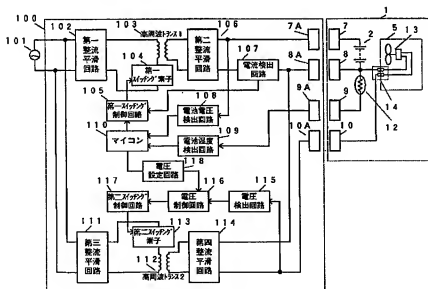 100
102
103
106
7A
1
101
第一整流平滑回路
高周波トランス1
第二整流平滑回路
7
5
13
2
104
第一スイッチング素子
107
電流検出回路
8A
8
105
第一スイッチング制御回路
108
電池電圧検出回路
9A
9
14
12
110
マイコン
109
電池温度検出回路
10A
10
118
電圧設定回路
117
第二スイッチング制御回路
116
電圧制御回路
115
電圧検出回路
111
第三整流平滑回路
113
第二スイッチング素子
114
第四整流平滑回路
112
高周波トランス2